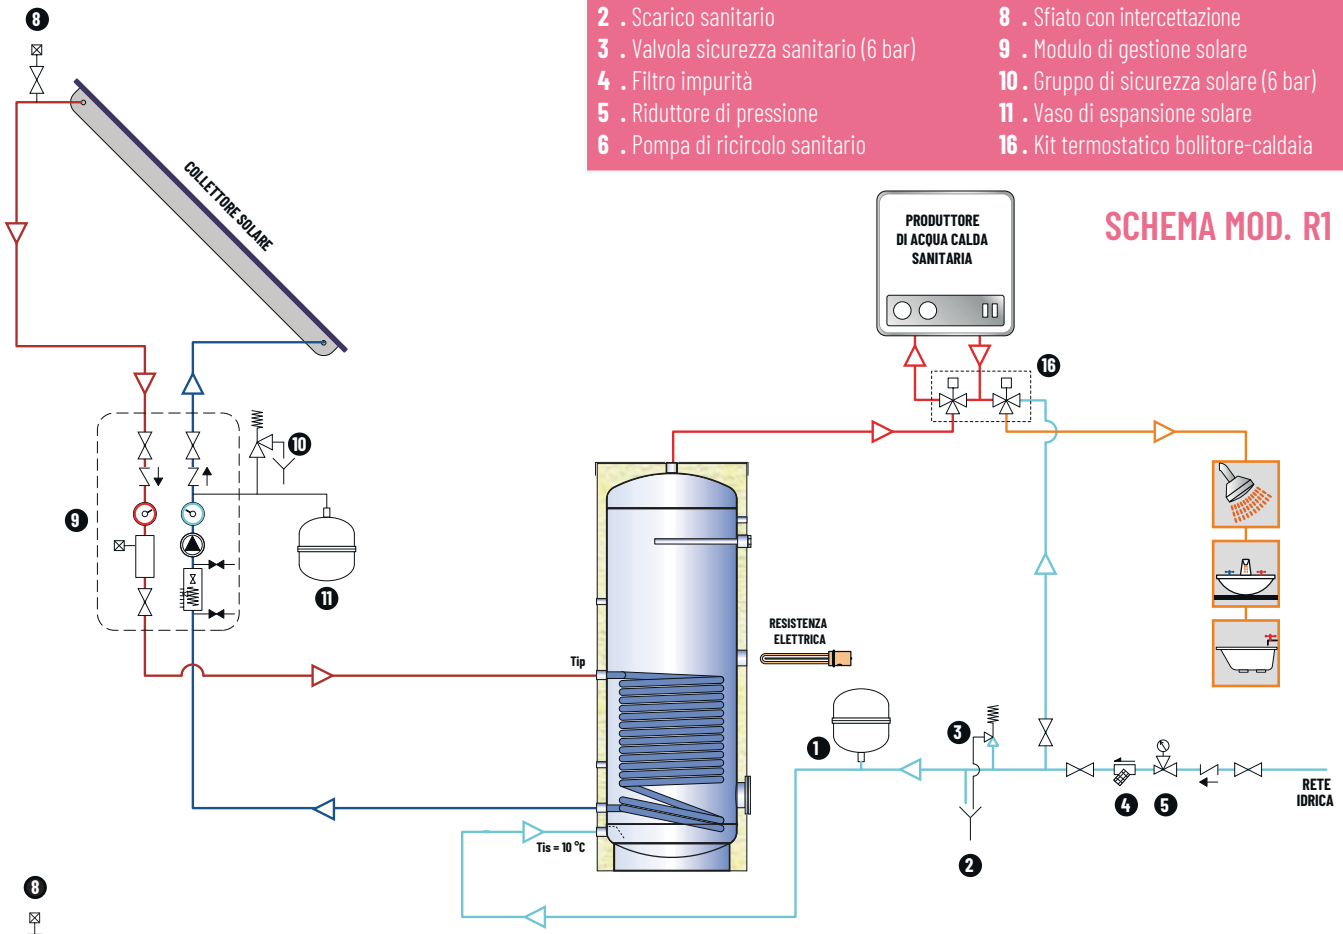 2 . Scarico sanitario
3 . Valvola sicurezza sanitario (6 bar)
4 . Filtro impurità
5 . Riduttore di pressione
6 . Pompa di ricircolo sanitario
8 . Sfiato con intercettazione
9 . Modulo di gestione solare
10 . Gruppo di sicurezza solare (6 bar)
11 . Vaso di espansione solare
16 . Kit termostatico bollitore-caldaia
SCHEMA MOD. R1
8
COLLETTORE SOLARE
PRODUTTORE
DI ACQUA CALDA
SANITARIA
16
10
9
11
RESISTENZA
ELETTRICA
Tip
1
3
4
5
RETE
IDRICA
Tis = 10 °C
2
8